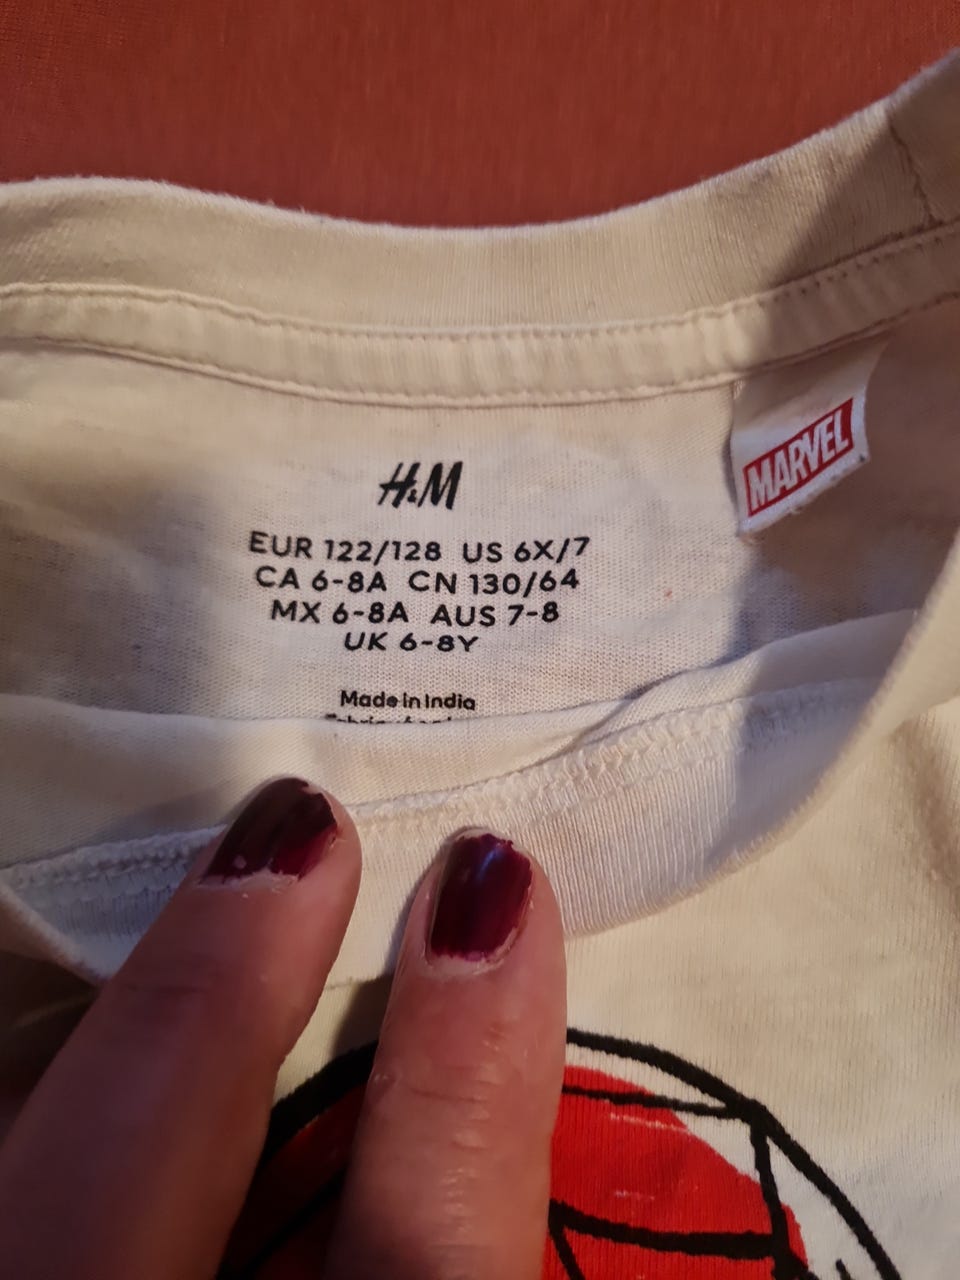 H&M
EUR 122/128 US 6X/7
CA 6-8A CN 130/64
MX 6-8A AUS 7-8
UK 6-8Y
Made in India
MARVEL